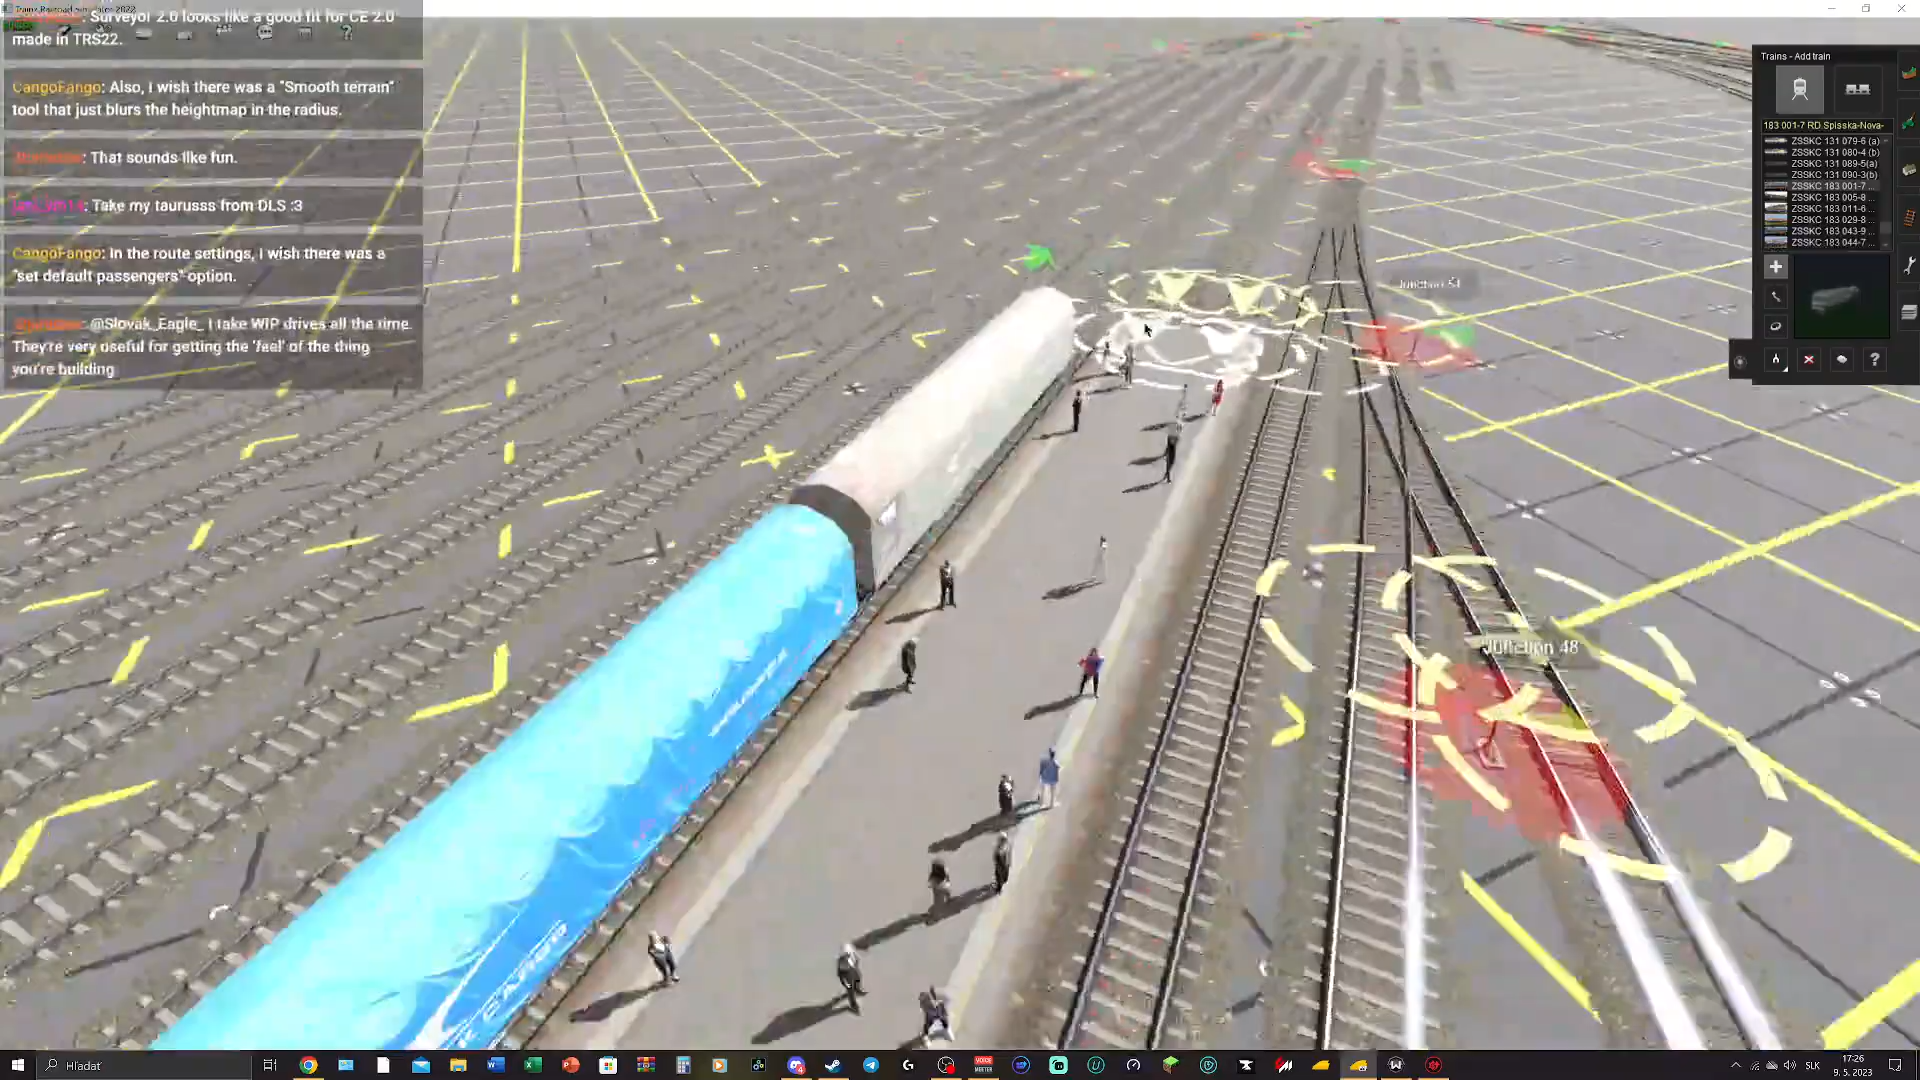 Trainz Railroad Simulator 2022
Surveyor 2.0 looks like a good fit for CE 2.0
made in TRS22.
CangoFango: Also, I wish there was a "Smooth terrain"
tool that just blurs the heightmap in the radius.
: That sounds like fun.
: Take my taurusss from DLS :3
CangoFango: In the route settings, I wish there was a
"set default passengers" option.
: @Slovak_Eagle_ I take WIP drives all the time.
They're very useful for getting the 'feel' of the thing
you're building
Junction 51
Junction 48
Trains - Add train
183 001-7 RD.Spisska-Nova-
ZSSKC 131 079-6 (a)
ZSSKC 131 080-4 (b)
ZSSKC 131 089-5(a)
ZSSKC 131 090-3(b)
ZSSKC 183 001-7 ...
ZSSKC 183 005-8 ...
ZSSKC 183 011-6 ...
ZSSKC 183 029-8 ...
ZSSKC 183 043-9 ...
ZSSKC 183 044-7 ...
Hľadať
VOICE
MEETER
SLK
17:26
9. 5. 2023